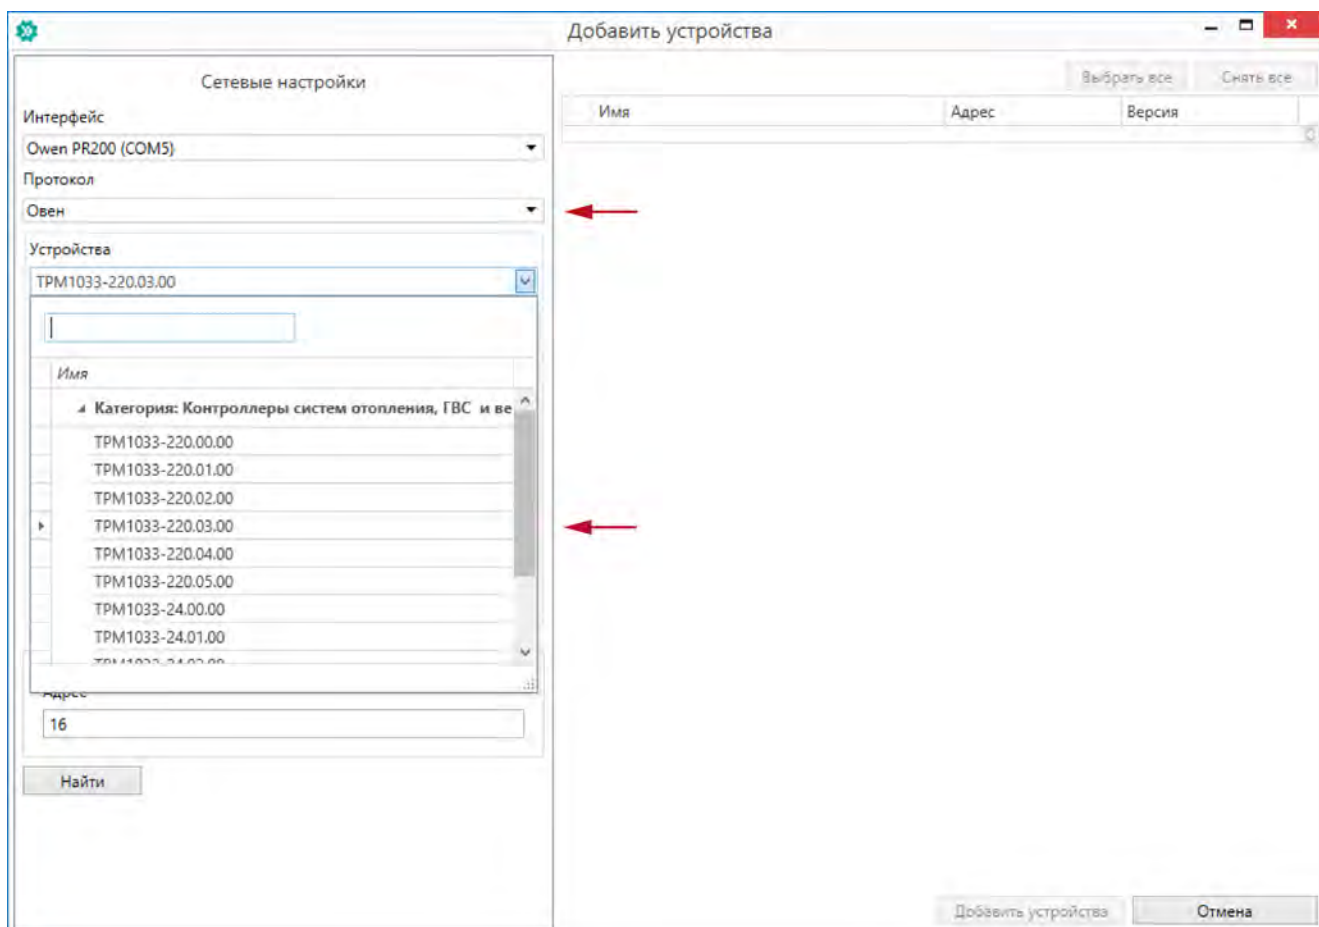 Добавить устройства
Сетевые настройки
Интерфейс
Owen PR200 (COM5)
Протокол
Овен
Устройства
ТРМ1033-220.03.00
Имя
Категория: Контроллеры систем отопления, ГВС и ве
ТРМ1033-220.00.00
ТРМ1033-220.01.00
ТРМ1033-220.02.00
ТРМ1033-220.03.00
ТРМ1033-220.04.00
ТРМ1033-220.05.00
ТРМ1033-24.00.00
ТРМ1033-24.01.00
Адрес
16
Найти
Выбрать все Снять все
Имя Адрес Версия
Добавить устройства Отмена